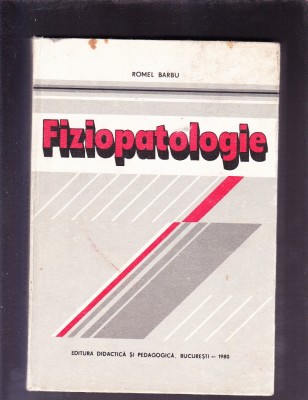 ROMEL BARBU
Fiziopatologie
EDITURA DIDACTICĂ ȘI PEDAGOGICĂ, BUCUREȘTI — 1980